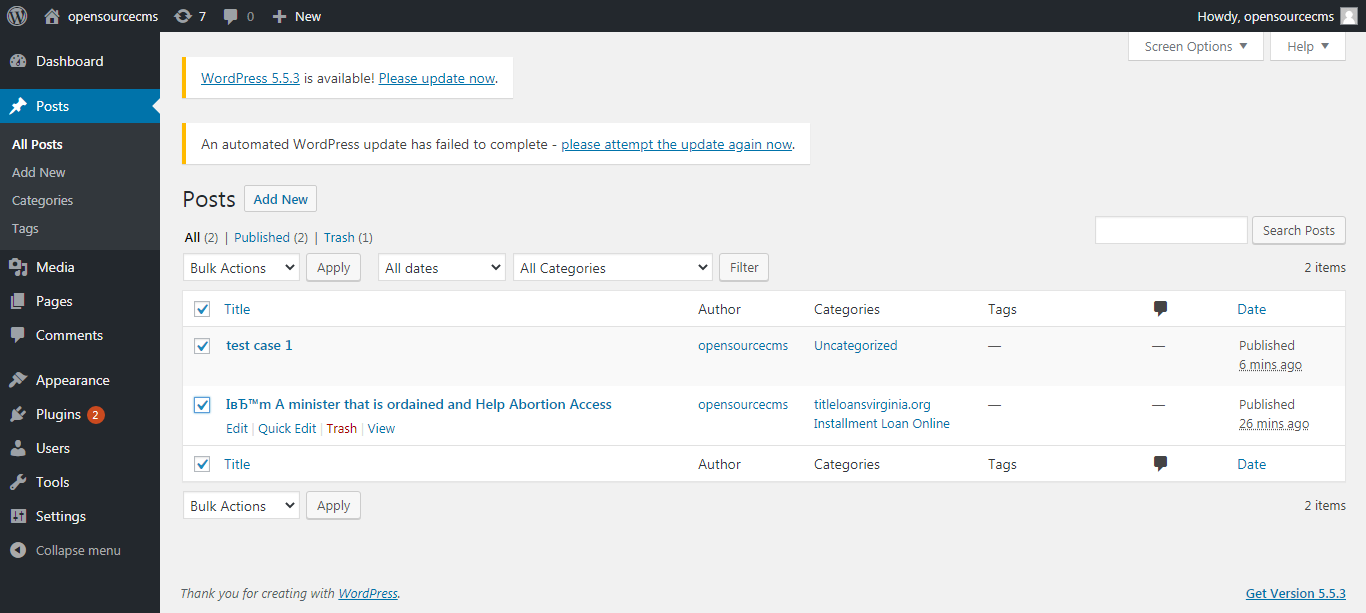 opensourcecms 7 0 New Howdy, opensourcecms
Screen Options Help
Dashboard
Posts
All Posts
Add New
Categories
Tags
Media
Pages
Comments
Appearance
Plugins 2
Users
Tools
Settings
Collapse menu
WordPress 5.5.3 is available! Please update now.
An automated WordPress update has failed to complete - please attempt the update again now.
Posts Add New
All (2) | Published (2) | Trash (1)
Search Posts
Bulk Actions Apply All dates All Categories Filter 2 items
Title Author Categories Tags Date
test case 1 opensourcecms Uncategorized — — Published
6 mins ago
IвЂ™m A minister that is ordained and Help Abortion Access opensourcecms titleloansvirginia.org — — Published
Edit | Quick Edit | Trash | View Installment Loan Online 26 mins ago
Title Author Categories Tags Date
Bulk Actions Apply 2 items
Thank you for creating with WordPress. Get Version 5.5.3